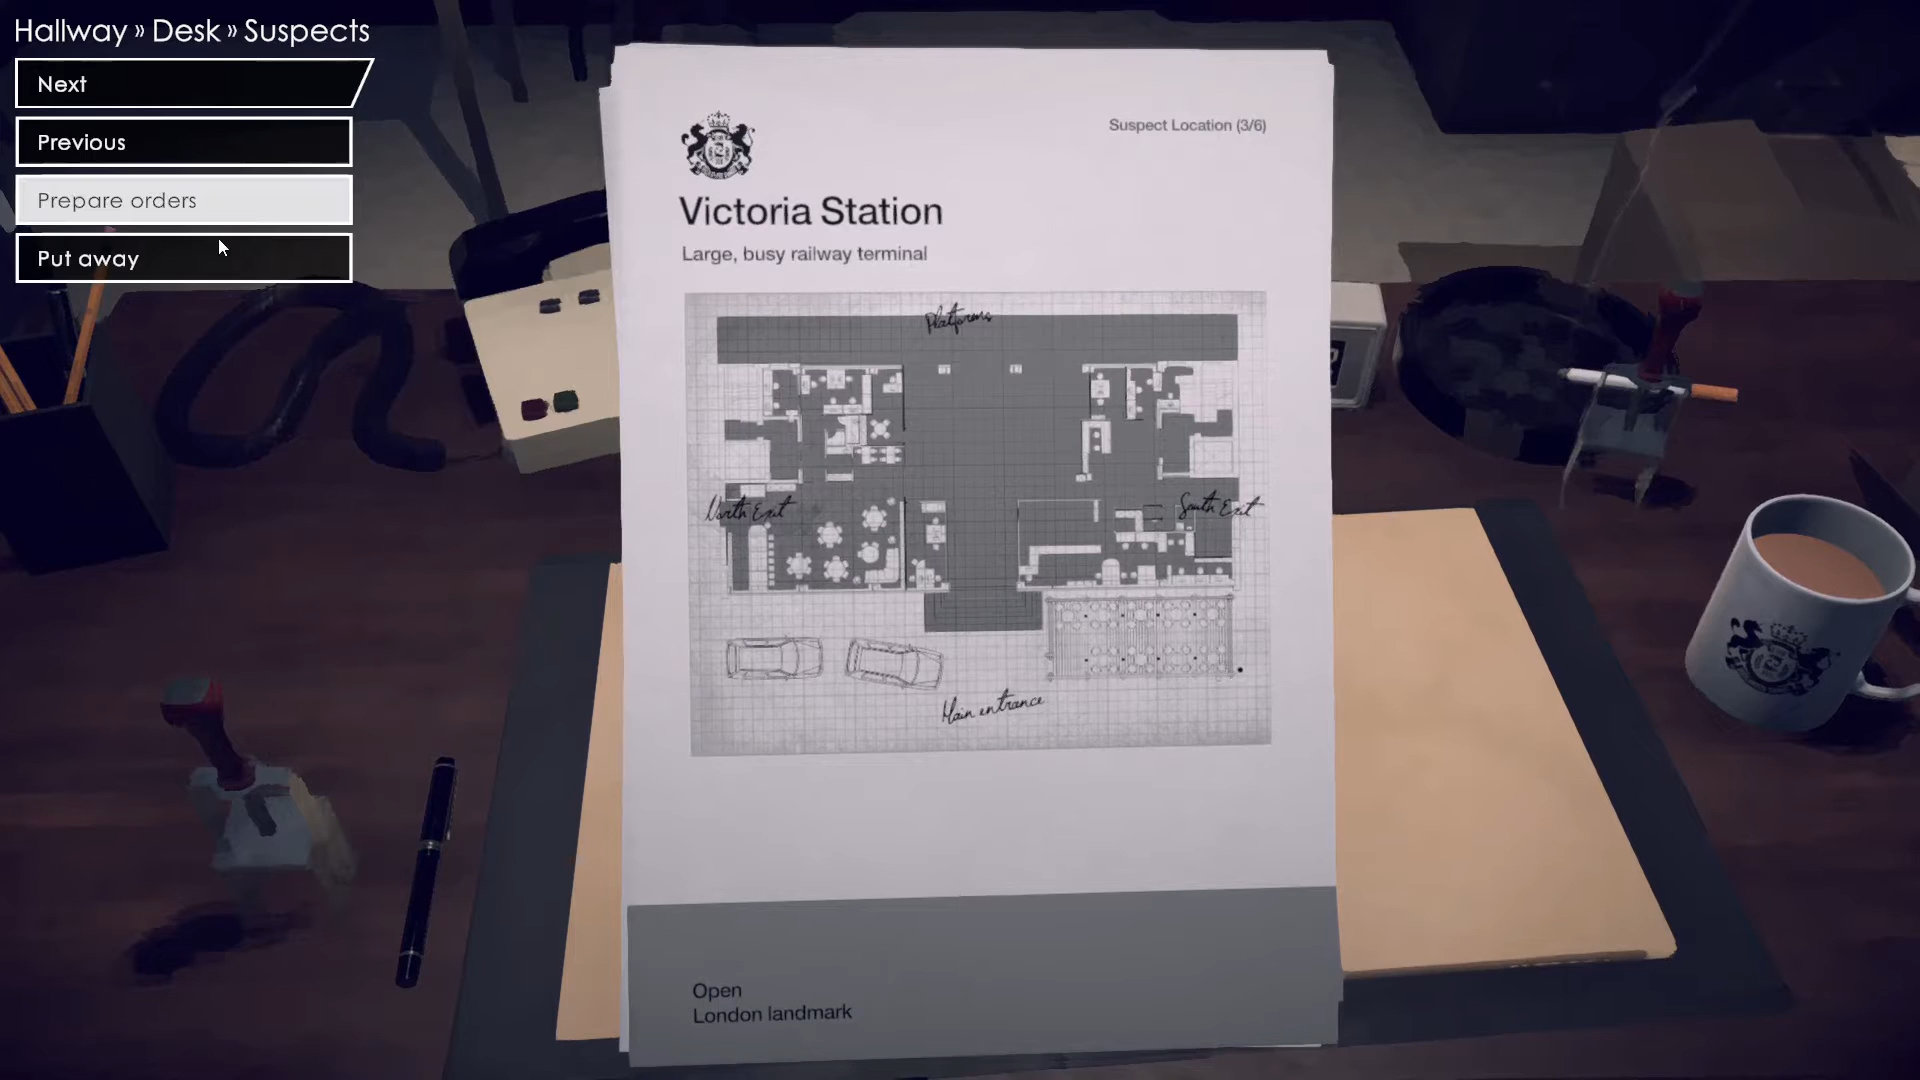 Hallway » Desk » Suspects
Next
Previous
Prepare orders
Put away
Suspect Location (3/6)
Victoria Station
Large, busy railway terminal
Platforms
North Exit
South Exit
Main entrance
Open
London landmark